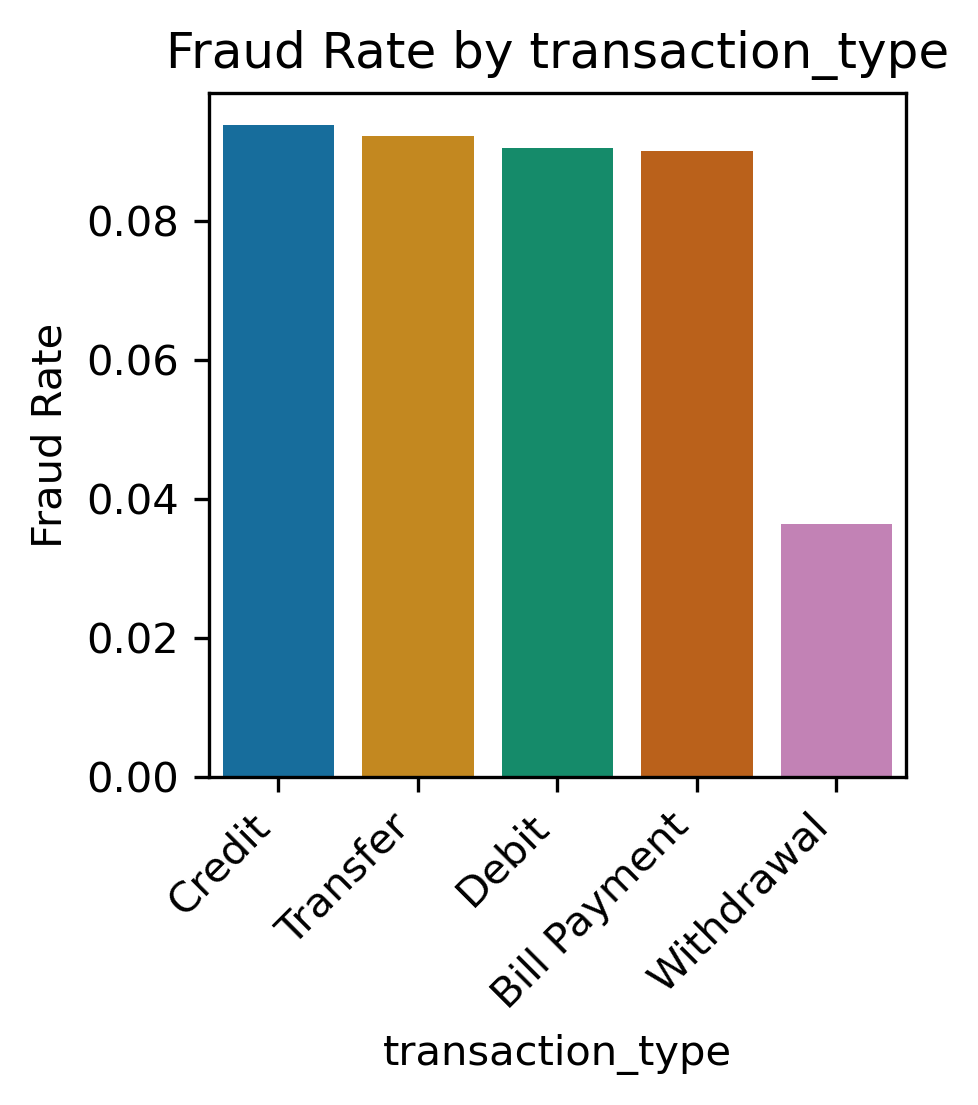 Fraud Rate by transaction_type
Fraud Rate
0.08
0.06
0.04
0.02
0.00
Credit
Transfer
Debit
Bill Payment
Withdrawal
transaction_type